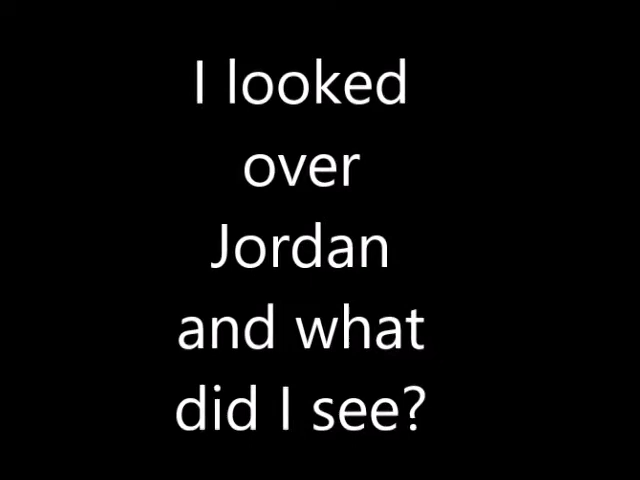 I looked
over
Jordan
and what
did I see?